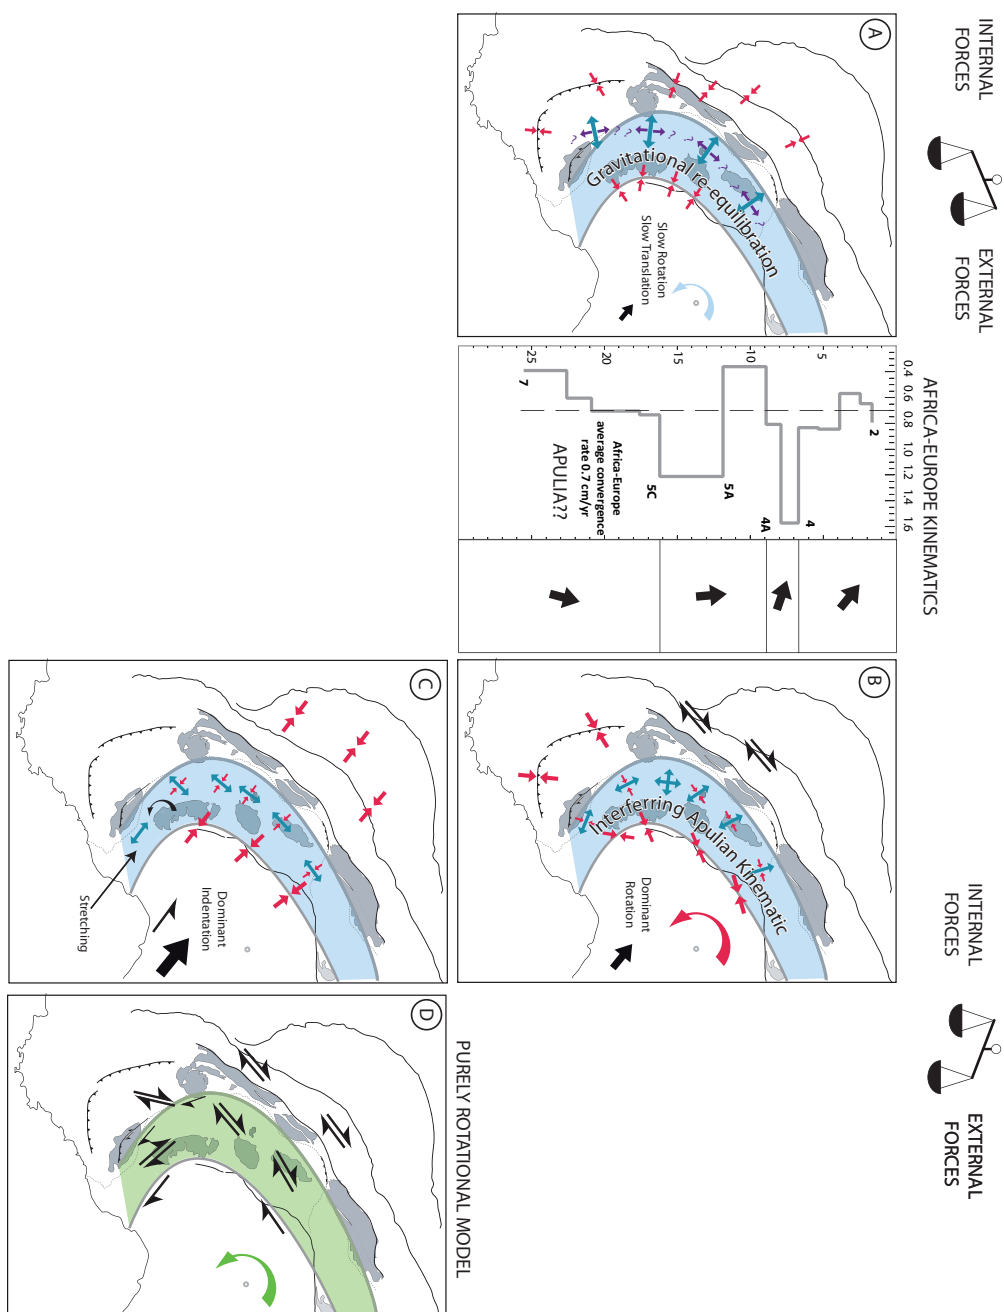 INTERNAL
FORCES
EXTERNAL
FORCES
A
Gravitational re-equilibration
Slow Rotation
Slow Translation
?
?
?
?
?
?
?
?
AFRICA-EUROPE KINEMATICS
0.4
0.6
0.8
1.0
1.2
1.4
1.6
5
10
15
20
25
2
4
4A
5A
5C
7
Africa-Europe
average convergence
rate 0.7 cm/yr
APULIA??
INTERNAL
FORCES
EXTERNAL
FORCES
B
Interferring Apulian Kinematic
Dominant
Rotation
C
Dominant
Indentation
Stretching
PURELY ROTATIONAL MODEL
D